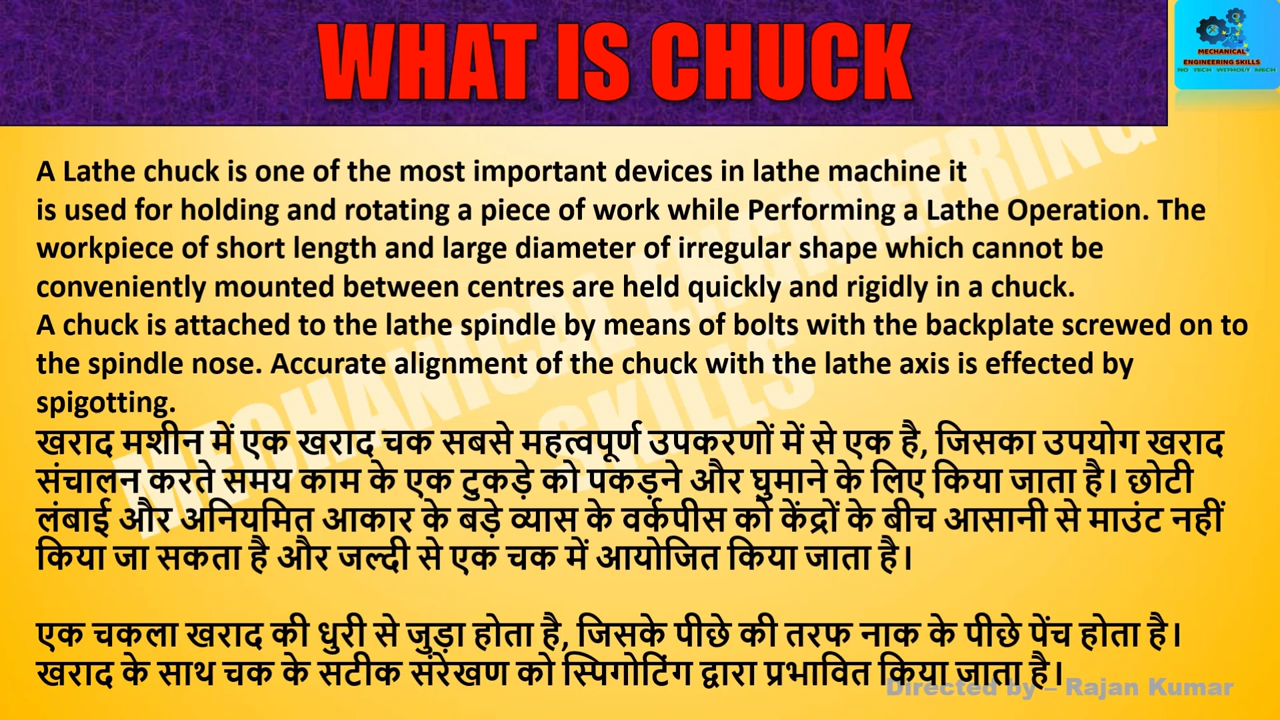 WHAT IS CHUCK
MECHANICAL
ENGINEERING SKILLS
NO TECH WITHOUT MECH
A Lathe chuck is one of the most important devices in lathe machine it
is used for holding and rotating a piece of work while Performing a Lathe Operation. The
workpiece of short length and large diameter of irregular shape which cannot be
conveniently mounted between centres are held quickly and rigidly in a chuck.
A chuck is attached to the lathe spindle by means of bolts with the backplate screwed on to
the spindle nose. Accurate alignment of the chuck with the lathe axis is effected by
spigotting.
खराद मशीन में एक खराद चक सबसे महत्वपूर्ण उपकरणों में से एक है, जिसका उपयोग खराद
संचालन करते समय काम के एक टुकड़े को पकड़ने और घुमाने के लिए किया जाता है। छोटी
लंबाई और अनियमित आकार के बड़े व्यास के वर्कपीस को केंद्रों के बीच आसानी से माउंट नहीं
किया जा सकता है और जल्दी से एक चक में आयोजित किया जाता है।
एक चकला खराद की धुरी से जुड़ा होता है, जिसके पीछे की तरफ नाक के पीछे पेंच होता है।
खराद के साथ चक के सटीक संरेखण को स्पिगोटिंग द्वारा प्रभावित किया जाता है।
MECHANICAL ENGINEERING
SKILLS
Directed by – Rajan Kumar